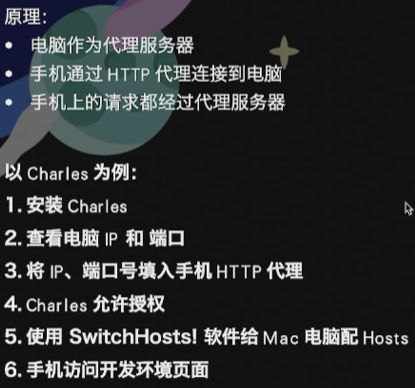 原理：
• 电脑作为代理服务器
• 手机通过 HTTP 代理连接到电脑
• 手机上的请求都经过代理服务器
以 Charles 为例：
1. 安装 Charles
2. 查看电脑 IP 和 端口
3. 将 IP、端口号填入手机 HTTP 代理
4. Charles 允许授权
5. 使用 SwitchHosts! 软件给 Mac 电脑配 Hosts
6. 手机访问开发环境页面